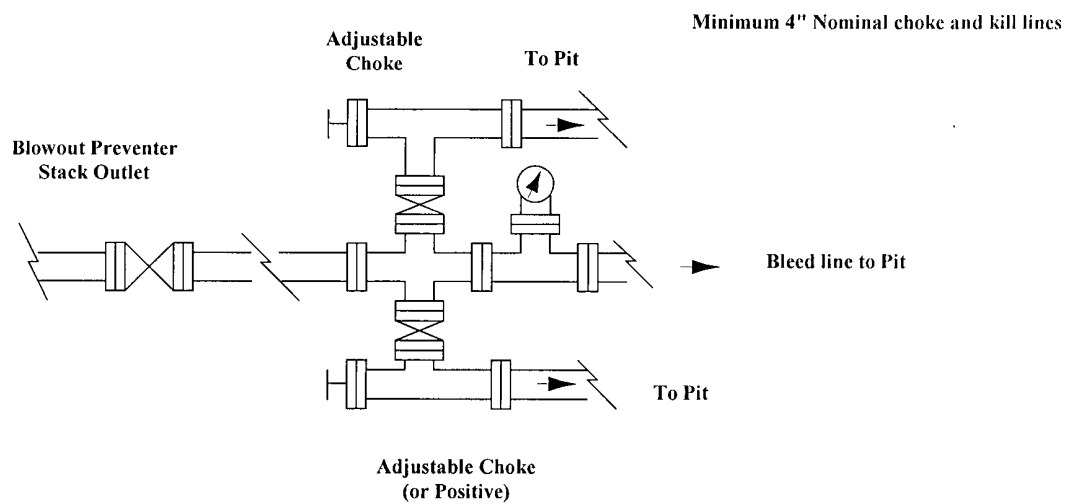 Minimum 4" Nominal choke and kill lines
Adjustable
Choke
To Pit
Blowout Preventer
Stack Outlet
Bleed line to Pit
To Pit
Adjustable Choke
(or Positive)